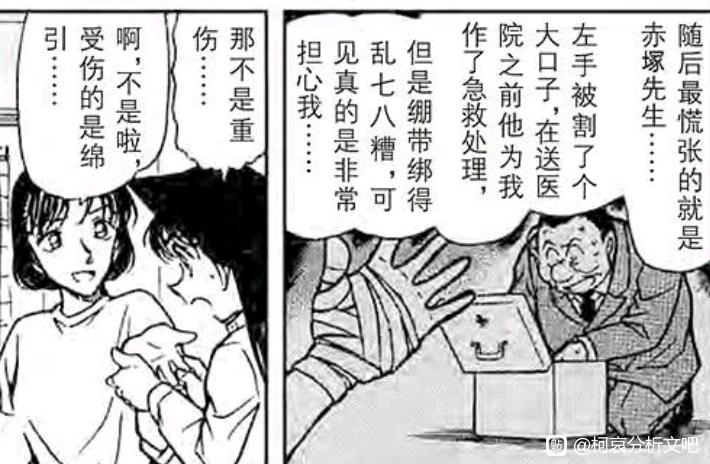 随后最慌张的就是
赤塚先生……
左手被割了个
大口子，在送医
院之前他为我
作了急救处理，
但是绷带绑得
乱七八糟，可
见真的是非常
担心我……
那不是重
伤……
啊，不是啦，
受伤的是绵
引……
知 @柯哀分析文吧